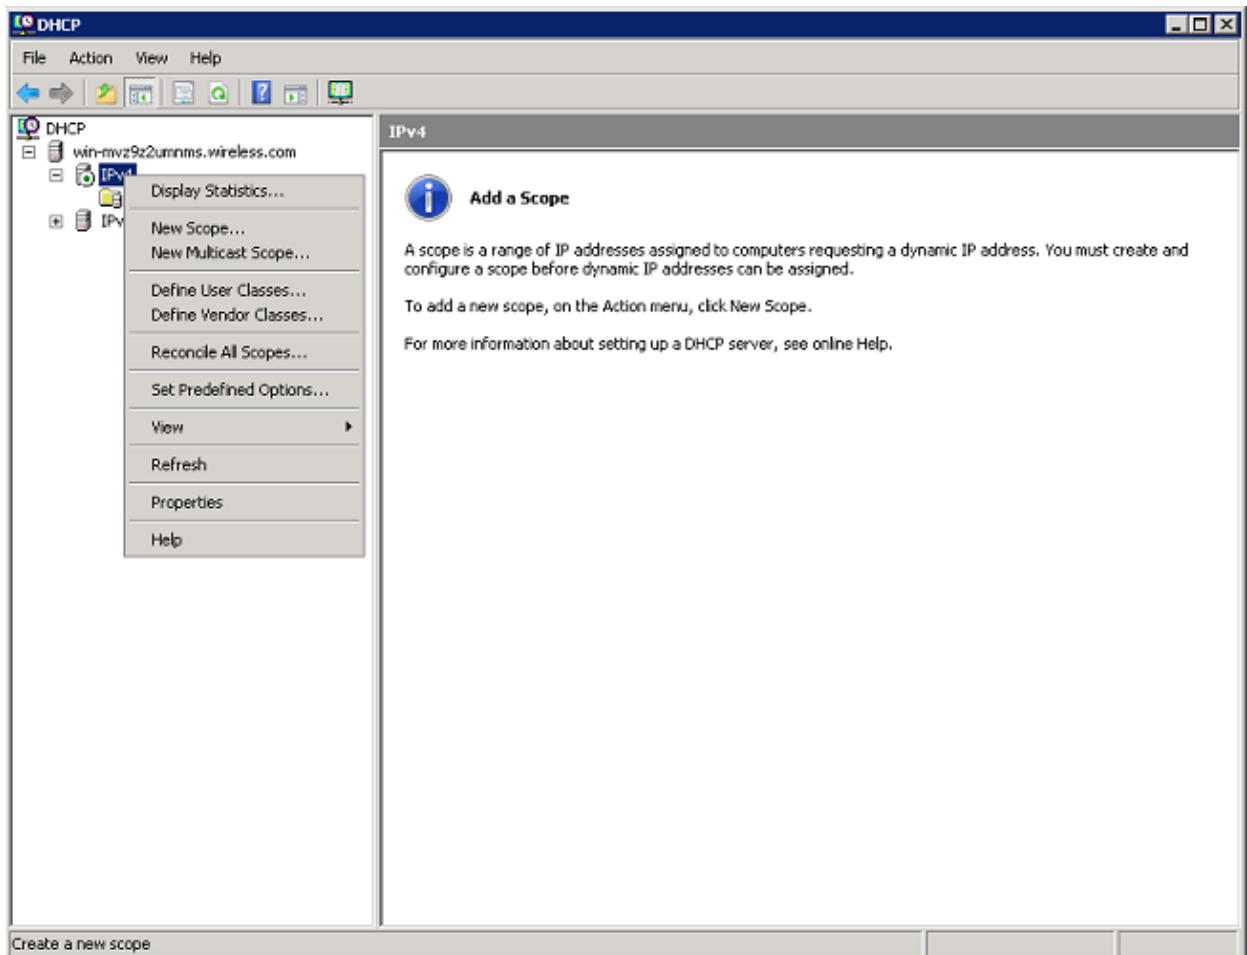 DHCP
File Action View Help
DHCP
win-mvz9z2umnms.wireless.com
IPv4
IPv
Display Statistics...
New Scope...
New Multicast Scope...
Define User Classes...
Define Vendor Classes...
Reconcile All Scopes...
Set Predefined Options...
View
Refresh
Properties
Help
IPv4
Add a Scope
A scope is a range of IP addresses assigned to computers requesting a dynamic IP address. You must create and
configure a scope before dynamic IP addresses can be assigned.
To add a new scope, on the Action menu, click New Scope.
For more information about setting up a DHCP server, see online Help.
Create a new scope